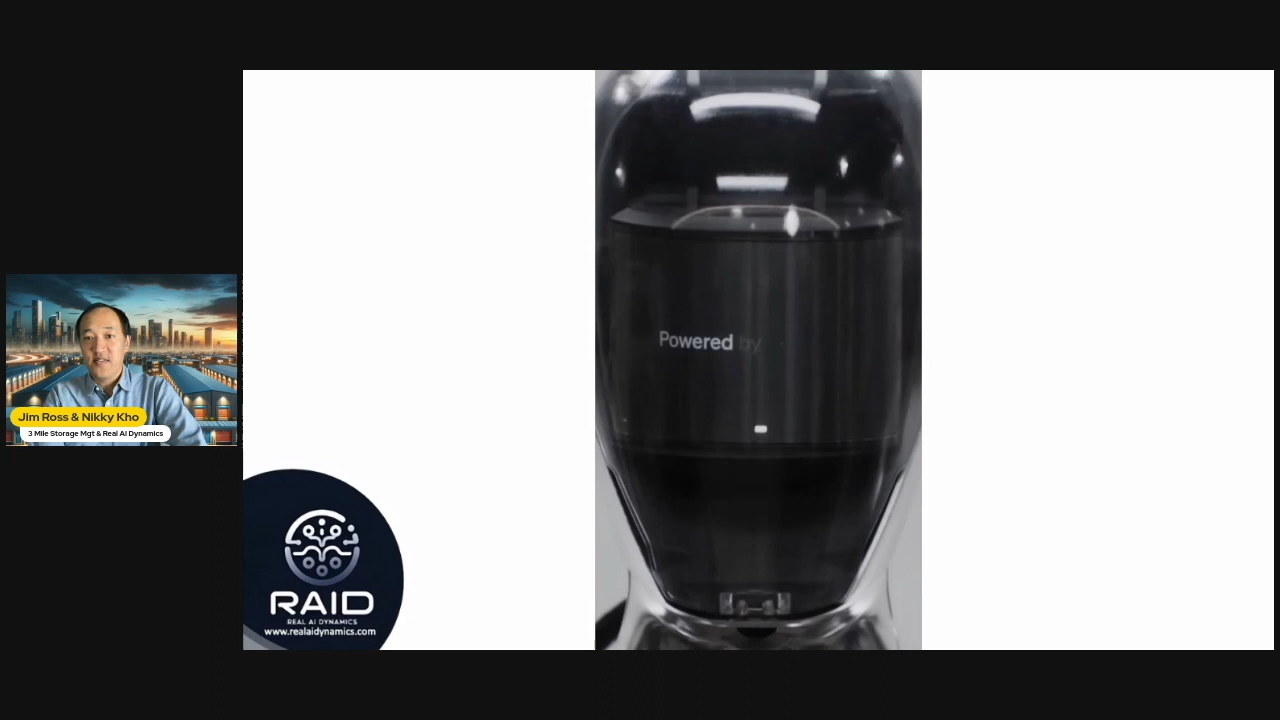 Powered by
Jim Ross & Nikky Kho
3 Mile Storage Mgt & Real AI Dynamics
RAID
REAL AI DYNAMICS
www.realaidynamics.com